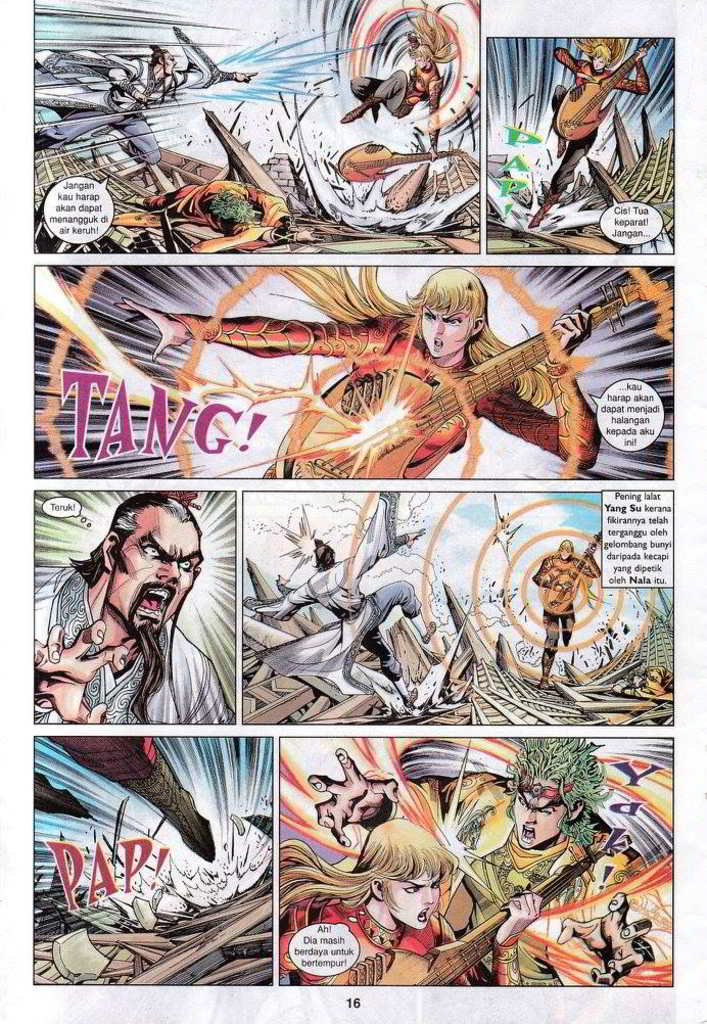 Jangan
kau harap
akan dapat
menangguk di
air keruh!
PAP!
Cis! Tua
keparat!
Jangan...
TANG!
...kau
harap akan
dapat menjadi
halangan
kepada aku
ini!
Teruk!
Pening lalat
Yang Su kerana
fikirannya telah
terganggu oleh
gelombang bunyi
daripada kecapi
yang dipetik
oleh Nala itu.
PAP!
Yak!
Ah!
Dia masih
berdaya untuk
bertempur!
16